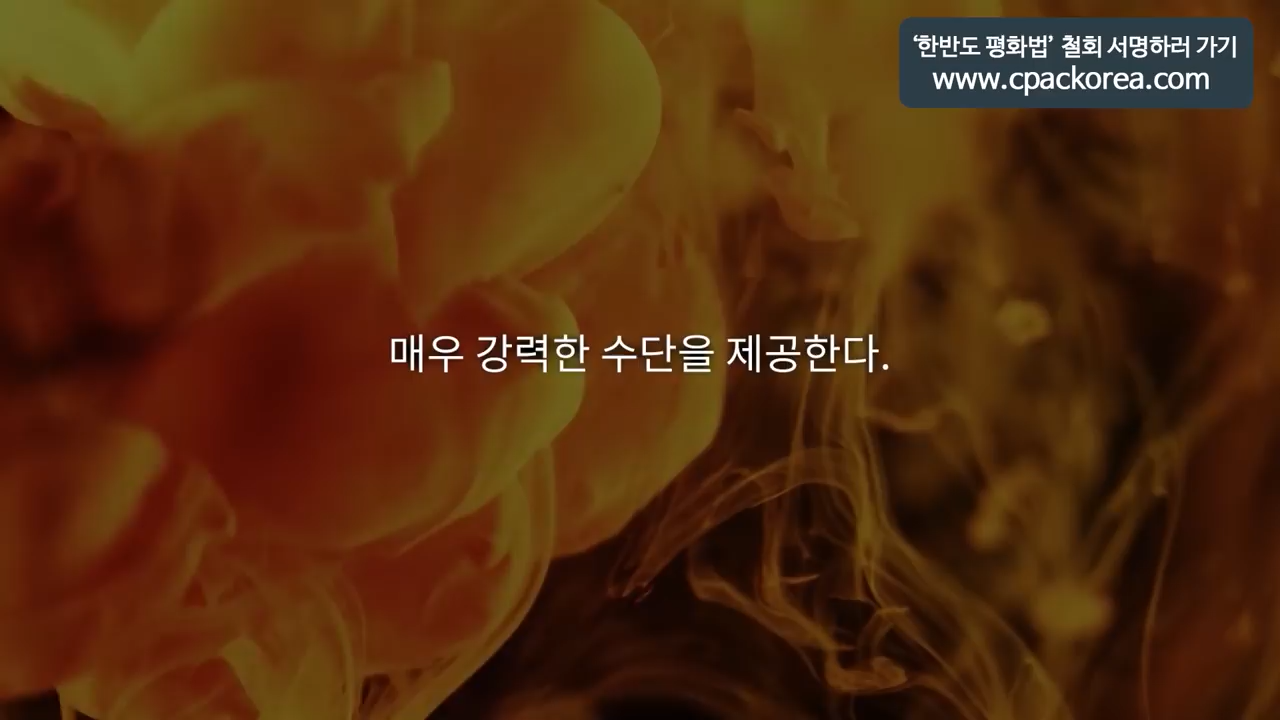 ‘한반도 평화법’ 철회 서명하러 가기
www.cpackorea.com
매우 강력한 수단을 제공한다.